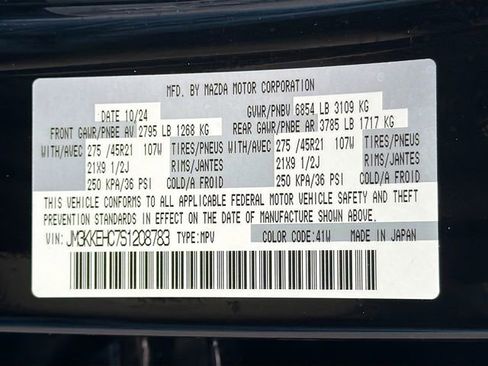 MFD. BY MAZDA MOTOR CORPORATION
DATE 10/24 GVWR/PNBV 6854 LB 3109 KG
FRONT GAWR/PNBE AV 2795 LB 1268 KG REAR GAWR/PNBE AR 3785 LB 1717 KG
WITH/AVEC 275 /45R21 107W TIRES/PNEUS WITH/AVEC 275 /45R21 107W TIRES/PNEUS
21X9 1/2J RIMS/JANTES 21X9 1/2J RIMS/JANTES
250 KPA/36 PSI COLD/A FROID 250 KPA/36 PSI COLD/A FROID
THIS VEHICLE CONFORMS TO ALL APPLICABLE FEDERAL MOTOR VEHICLE SAFETY AND THEFT
PREVENTION STANDARDS IN EFFECT ON THE DATE OF MANUFACTURE SHOWN ABOVE.
VIN: JM3KKEHC7S1208783 TYPE:MPV COLOR CODE:41W MADE IN JAPAN